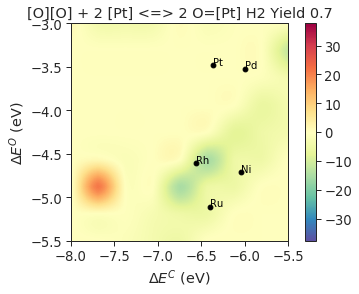 [O][O] + 2 [Pt] <=> 2 O=[Pt] H2 Yield 0.7
−3.0
−3.5
−4.0
−4.5
−5.0
−5.5
ΔE^O (eV)
Pt
Pd
Rh
Ni
Ru
−8.0 −7.5 −7.0 −6.5 −6.0 −5.5
ΔE^C (eV)
30
20
10
0
−10
−20
−30